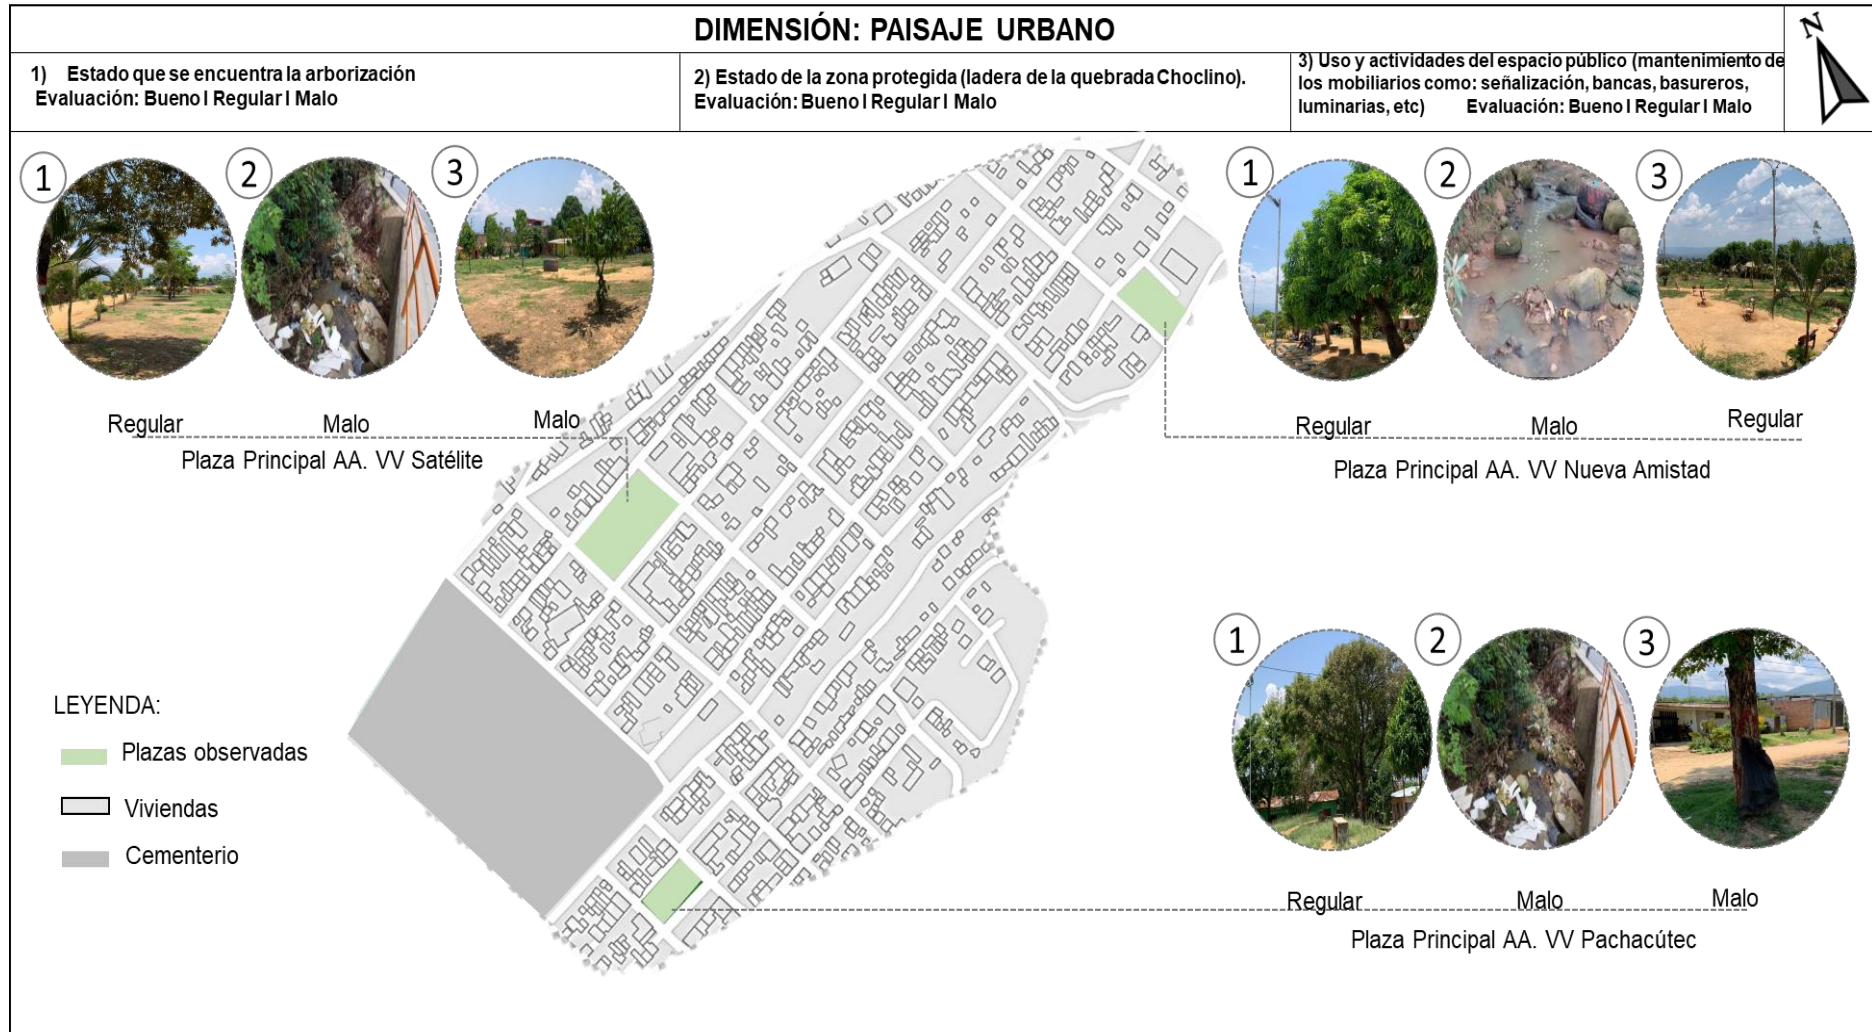 DIMENSIÓN: PAISAJE URBANO
N
1) Estado que se encuentra la arborización
Evaluación: Bueno I Regular I Malo
2) Estado de la zona protegida (ladera de la quebrada Choclino).
Evaluación: Bueno I Regular I Malo
3) Uso y actividades del espacio público (mantenimiento de
los mobiliarios como: señalización, bancas, basureros,
luminarias, etc) Evaluación: Bueno I Regular I Malo
1
2
3
Regular
Malo
Malo
Plaza Principal AA. VV Satélite
1
2
3
Regular
Malo
Regular
Plaza Principal AA. VV Nueva Amistad
1
2
3
Regular
Malo
Malo
Plaza Principal AA. VV Pachacútec
LEYENDA:
Plazas observadas
Viviendas
Cementerio